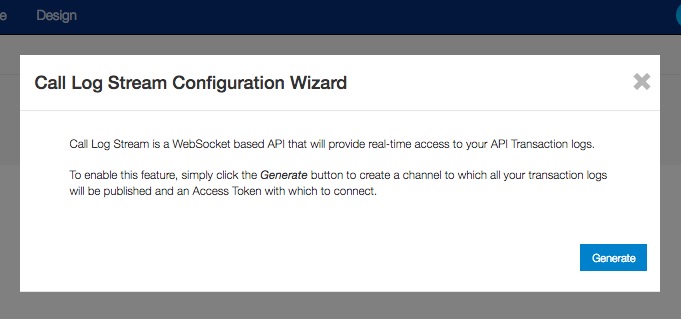 e Design
Call Log Stream Configuration Wizard
Call Log Stream is a WebSocket based API that will provide real-time access to your API Transaction logs.
To enable this feature, simply click the Generate button to create a channel to which all your transaction logs
will be published and an Access Token with which to connect.
Generate